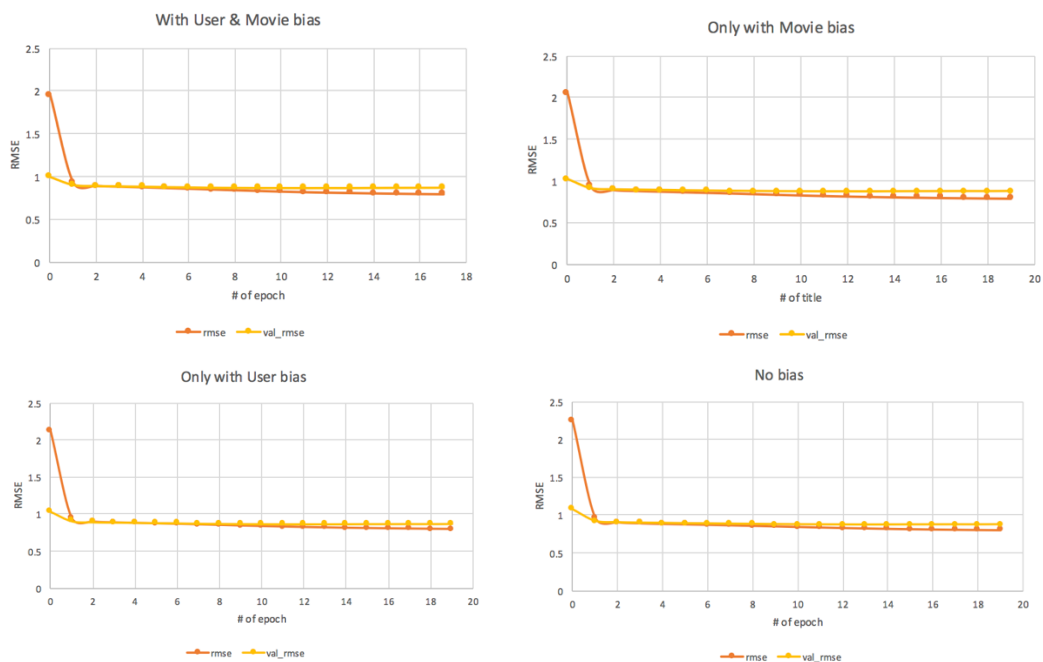 With User & Movie bias
2.5
2
1.5
1
0.5
0
RMSE
0 2 4 6 8 10 12 14 16 18
# of epoch
rmse val_rmse
Only with Movie bias
2.5
2
1.5
1
0.5
0
RMSE
0 2 4 6 8 10 12 14 16 18 20
# of title
rmse val_rmse
Only with User bias
2.5
2
1.5
1
0.5
0
RMSE
0 2 4 6 8 10 12 14 16 18 20
# of epoch
rmse val_rmse
No bias
2.5
2
1.5
1
0.5
0
RMSE
0 2 4 6 8 10 12 14 16 18 20
# of epoch
rmse val_rmse